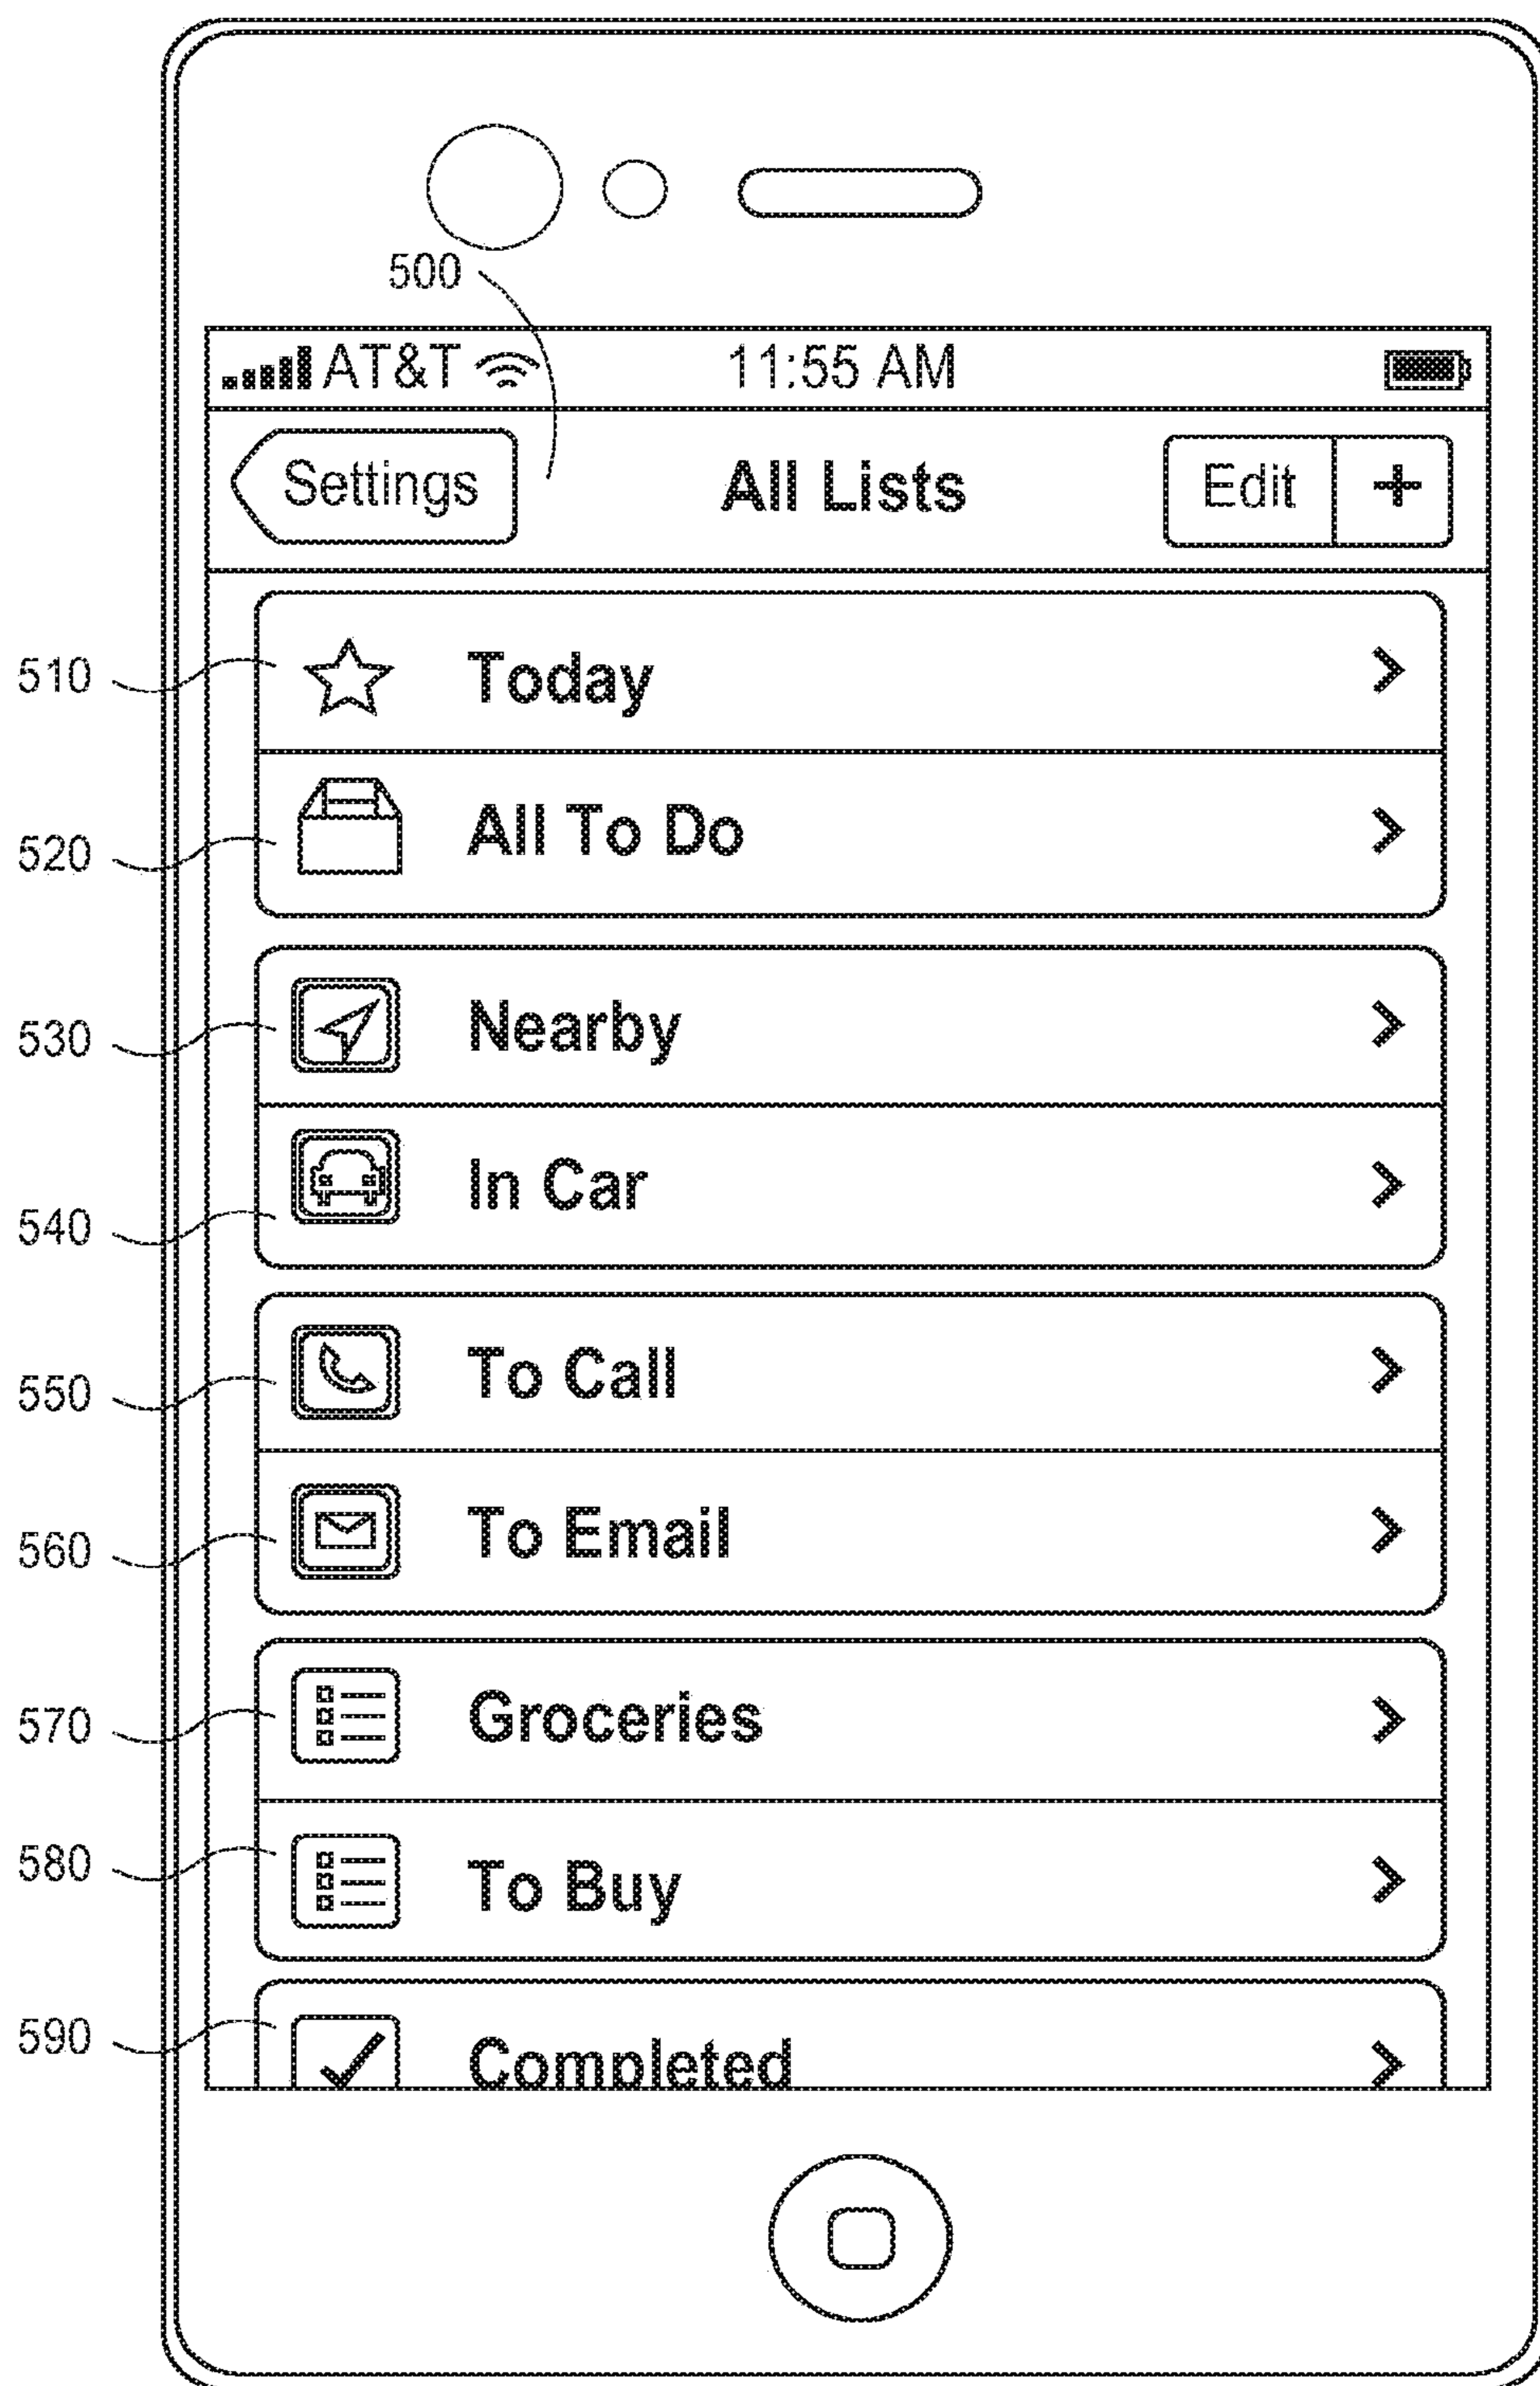 500
AT&T 11:55 AM
Settings All Lists Edit +
510 Today
520 All To Do
530 Nearby
540 In Car
550 To Call
560 To Email
570 Groceries
580 To Buy
590 Completed